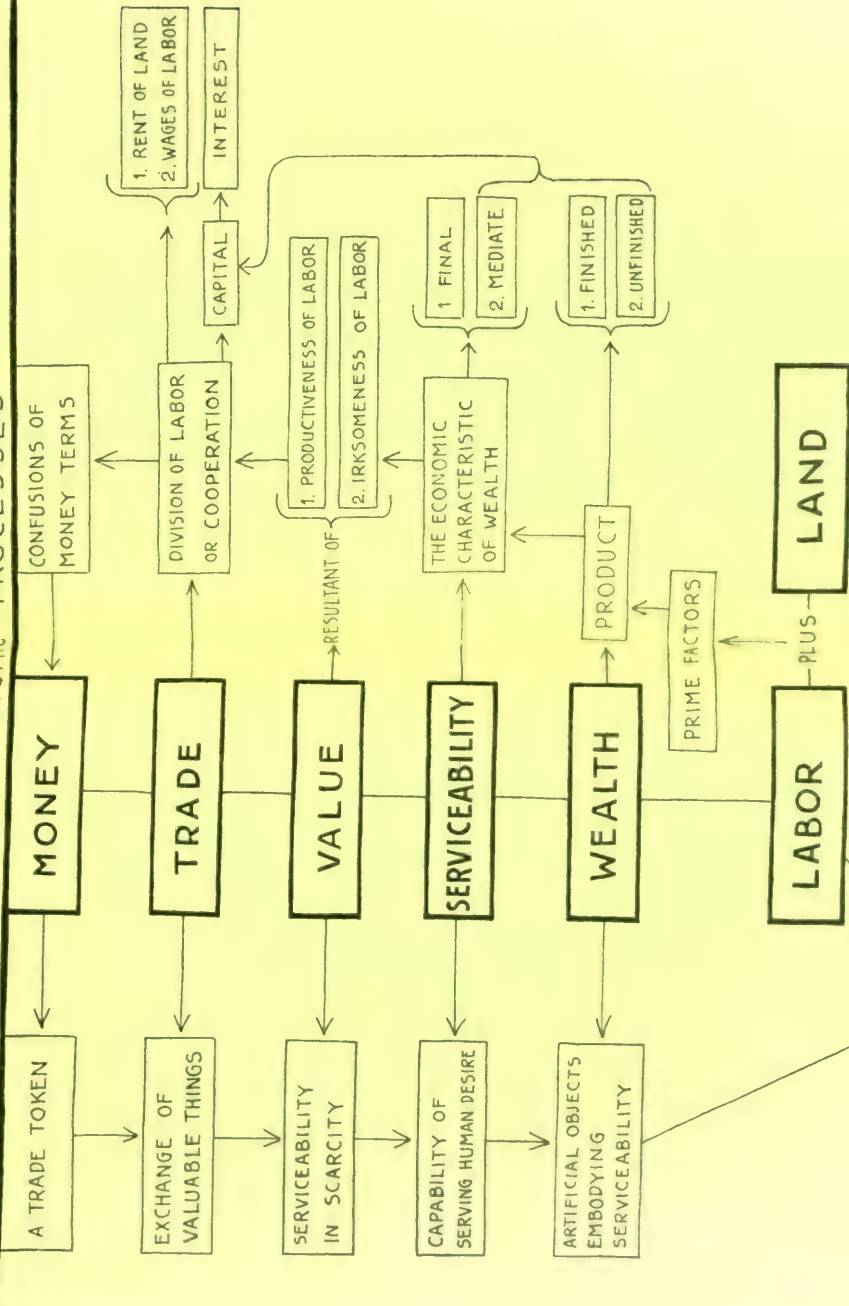 PROCESSES
A TRADE TOKEN
MONEY
CONFUSIONS OF
MONEY TERMS
EXCHANGE OF
VALUABLE THINGS
TRADE
DIVISION OF LABOR
OR COOPERATION
1. RENT OF LAND
2. WAGES OF LABOR
CAPITAL
INTEREST
SERVICEABILITY
IN SCARCITY
VALUE
RESULTANT OF
1. PRODUCTIVENESS OF LABOR
2. IRKSOMENESS OF LABOR
CAPABILITY OF
SERVING HUMAN DESIRE
SERVICEABILITY
THE ECONOMIC
CHARACTERISTIC
OF WEALTH
1 FINAL
2. MEDIATE
ARTIFICIAL OBJECTS
EMBODYING
SERVICEABILITY
WEALTH
PRODUCT
1. FINISHED
2. UNFINISHED
PRIME FACTORS
LABOR
PLUS
LAND